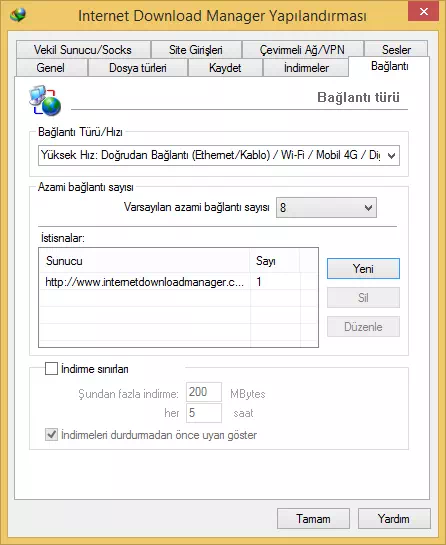 Internet Download Manager Yapılandırması
Vekil Sunucu/Socks Site Girişleri Çevirmeli Ağ/VPN Sesler
Genel Dosya türleri Kaydet İndirmeler Bağlantı
Bağlantı türü
Bağlantı Türü/Hızı
Yüksek Hız: Doğrudan Bağlantı (Ethernet/Kablo) / Wi-Fi / Mobil 4G /
Azami bağlantı sayısı
Varsayılan azami bağlantı sayısı 8
İstisnalar:
Sunucu Sayı
http://www.internetdownloadmanager.c... 1
Yeni
Sil
Düzenle
İndirme sınırları
Şundan fazla indirme: 200 MBytes
her 5 saat
İndirmeleri durdurmadan önce uyarı göster
Tamam Yardım